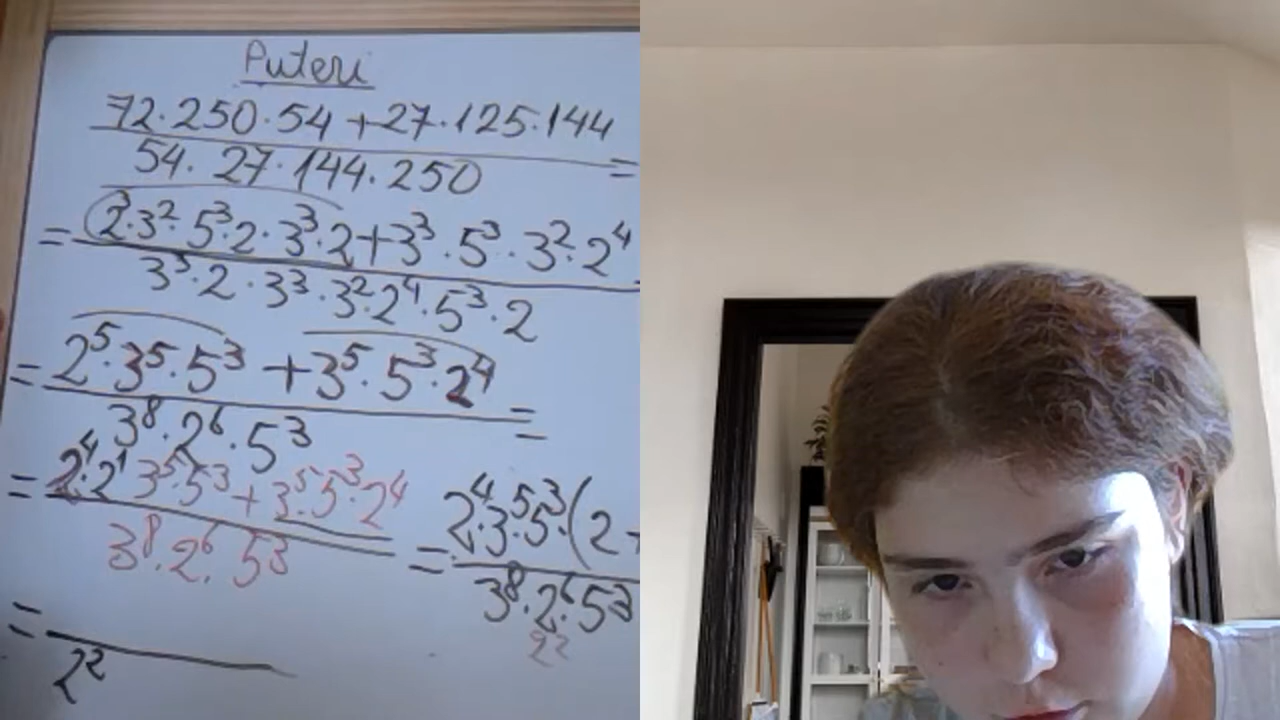 Puteri
72.250.54 + 27.125.144
54. 27. 144. 250 =
= 2³.3².5³.2.3³.2+3³.5³.3².2⁴
3³.2.3³.3².2⁴.5³.2
= 2⁵.3⁵.5³ + 3⁵.5³.2⁴ =
3⁸.2⁶.5³
= 2⁴.2¹ 3⁵.5³ + 3⁵.5³.2⁴
3⁸.2⁶.5³
= 2⁴.3⁵.5³.(2+
3⁸.2⁶.5³
2²
=
2²